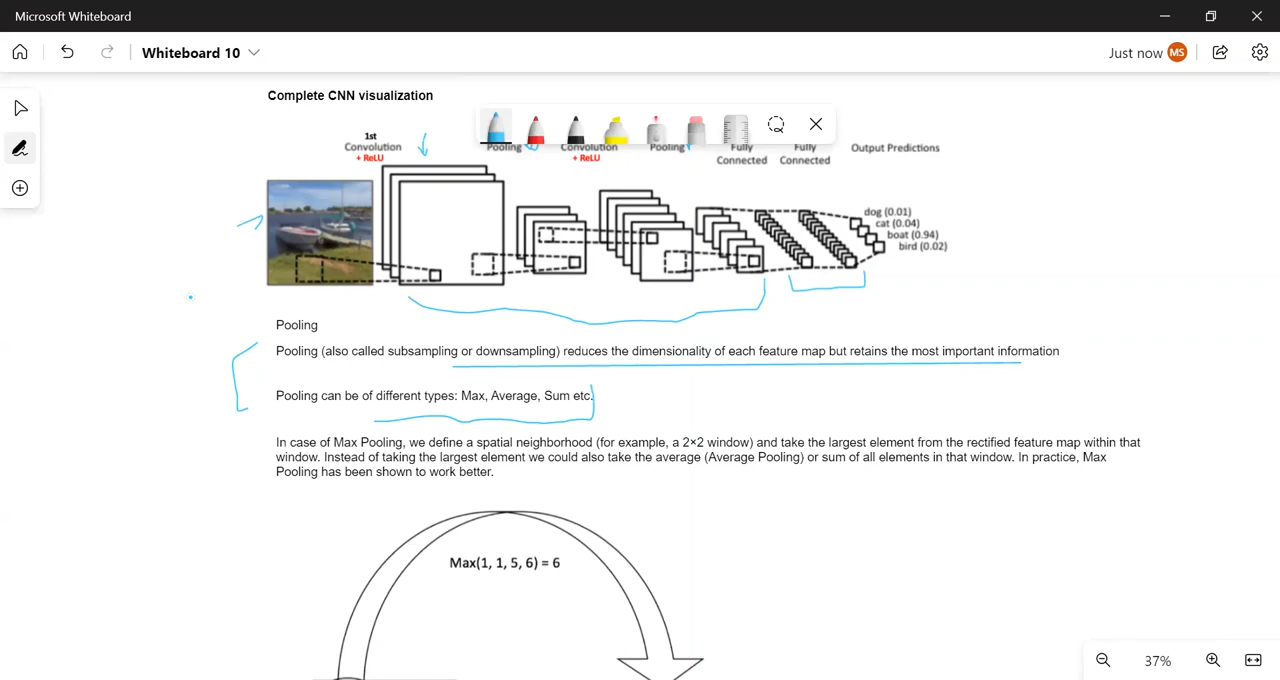 Microsoft Whiteboard
Whiteboard 10
Just now MS
Complete CNN visualization
1st
Convolution
+ ReLU
Pooling
Convolution
+ ReLU
Pooling
Fully
Connected
Fully
Connected
Output Predictions
dog (0.01)
cat (0.04)
boat (0.94)
bird (0.02)
Pooling
Pooling (also called subsampling or downsampling) reduces the dimensionality of each feature map but retains the most important information
Pooling can be of different types: Max, Average, Sum etc.
In case of Max Pooling, we define a spatial neighborhood (for example, a 2×2 window) and take the largest element from the rectified feature map within that
window. Instead of taking the largest element we could also take the average (Average Pooling) or sum of all elements in that window. In practice, Max
Pooling has been shown to work better.
Max(1, 1, 5, 6) = 6
37%